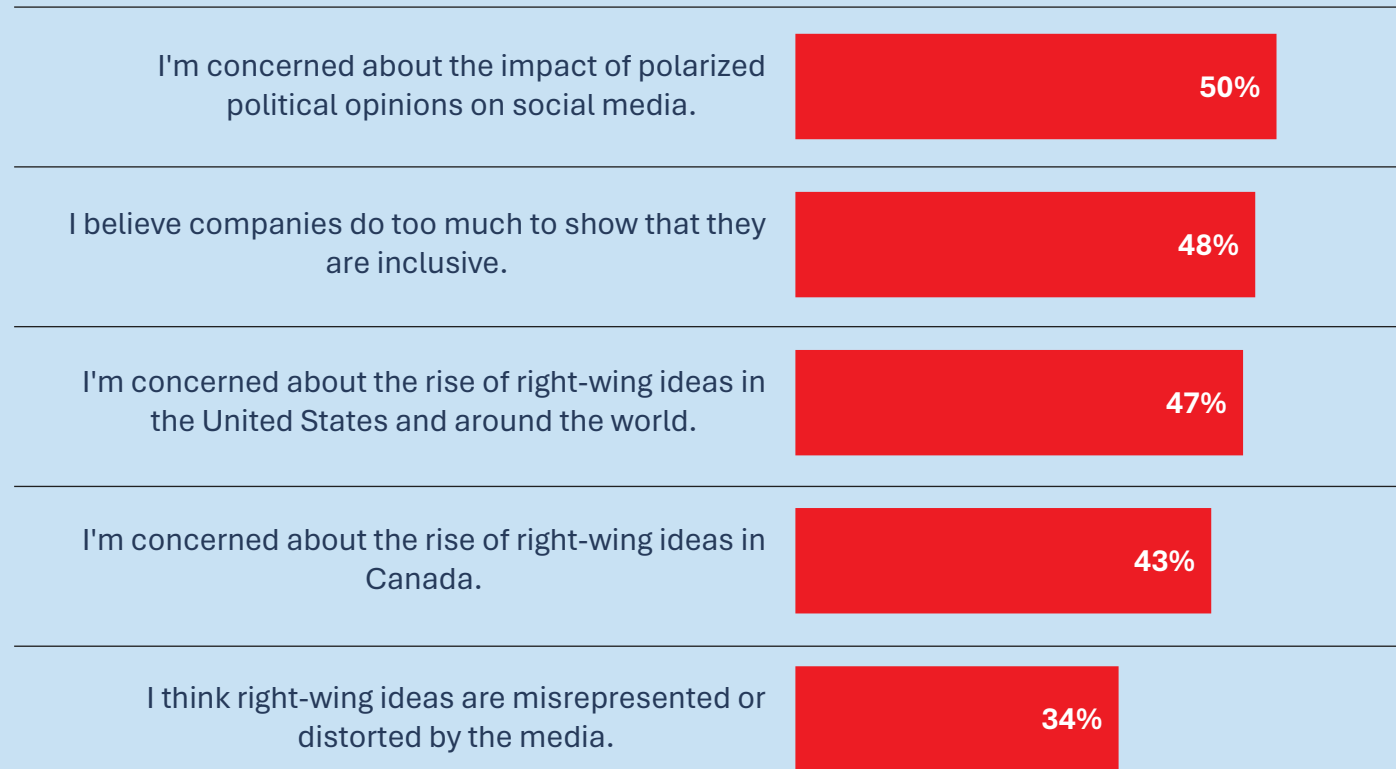 I'm concerned about the impact of polarized
political opinions on social media.
50%
I believe companies do too much to show that they
are inclusive.
48%
I'm concerned about the rise of right-wing ideas in
the United States and around the world.
47%
I'm concerned about the rise of right-wing ideas in
Canada.
43%
I think right-wing ideas are misrepresented or
distorted by the media.
34%